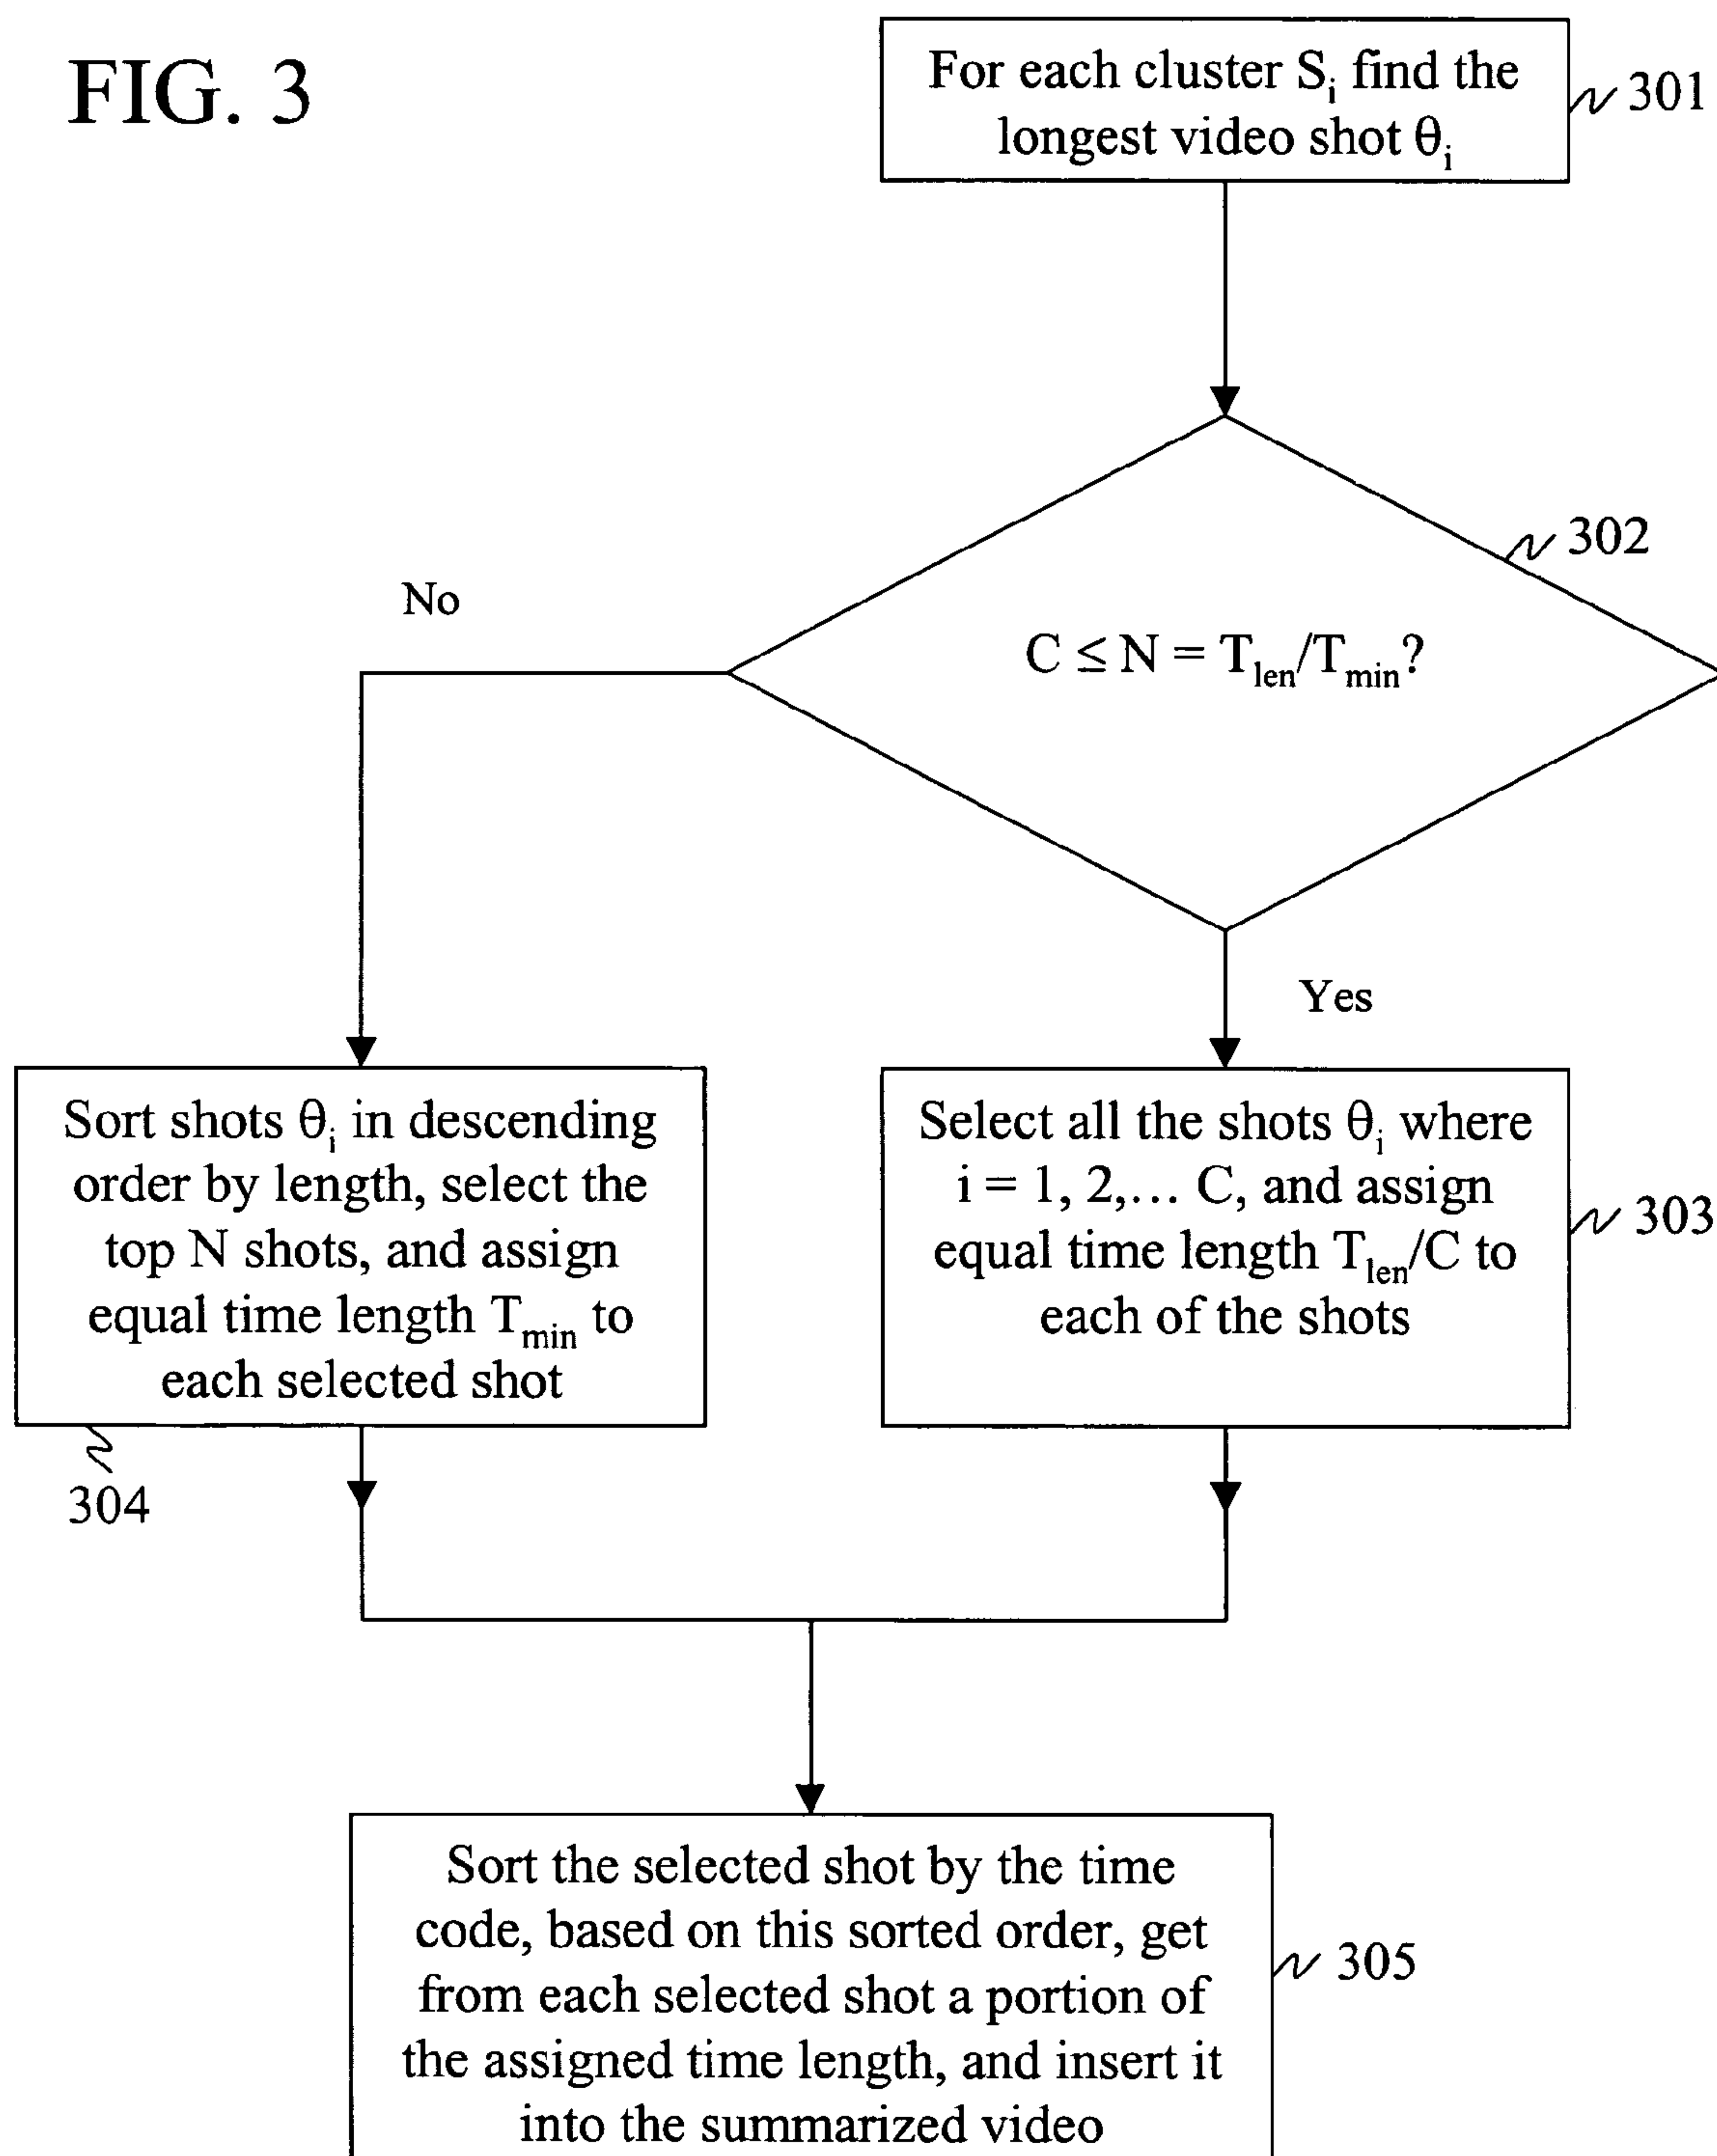 FIG. 3
For each cluster Sᵢ find the
longest video shot θᵢ
301
302
No
C ≤ N = T_len/T_min?
Yes
Sort shots θᵢ in descending
order by length, select the
top N shots, and assign
equal time length T_min to
each selected shot
304
Select all the shots θᵢ where
i = 1, 2,... C, and assign
equal time length T_len/C to
each of the shots
303
Sort the selected shot by the time
code, based on this sorted order, get
from each selected shot a portion of
the assigned time length, and insert it
into the summarized video
305